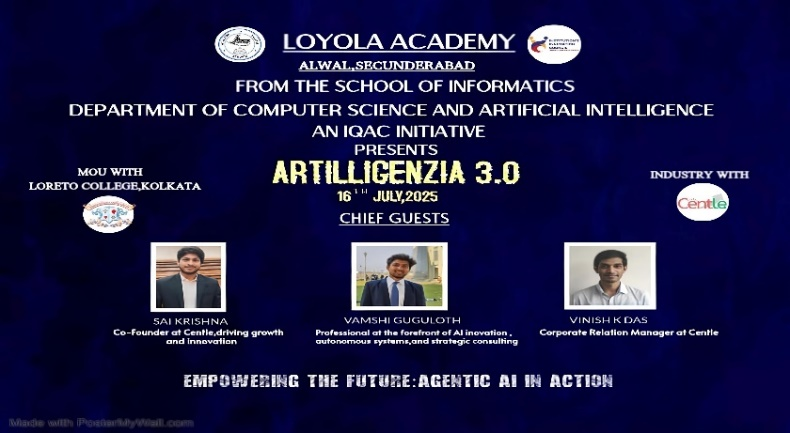 LOYOLA ACADEMY
ALWAL,SECUNDERABAD
FROM THE SCHOOL OF INFORMATICS
DEPARTMENT OF COMPUTER SCIENCE AND ARTIFICIAL INTELLIGENCE
AN IQAC INITIATIVE
PRESENTS
ARTILLIGENZIA 3.0
16TH JULY,2025
MOU WITH
LORETO COLLEGE,KOLKATA
INDUSTRY WITH
Centle
CHIEF GUESTS
SAI KRISHNA
Co-Founder at Centle,driving growth
and innovation
VAMSHI GUGULOTH
Professional at the forefront of AI inovation ,
autonomous systems,and strategic consulting
VINISH K DAS
Corporate Relation Manager at Centle
EMPOWERING THE FUTURE:AGENTIC AI IN ACTION
Made with PosterMyWall.com